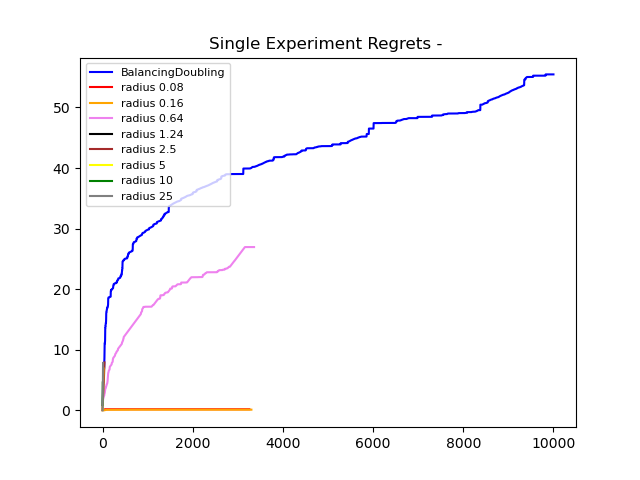 Single Experiment Regrets -
BalancingDoubling
radius 0.08
radius 0.16
radius 0.64
radius 1.24
radius 2.5
radius 5
radius 10
radius 25
50
40
30
20
10
0
0 2000 4000 6000 8000 10000